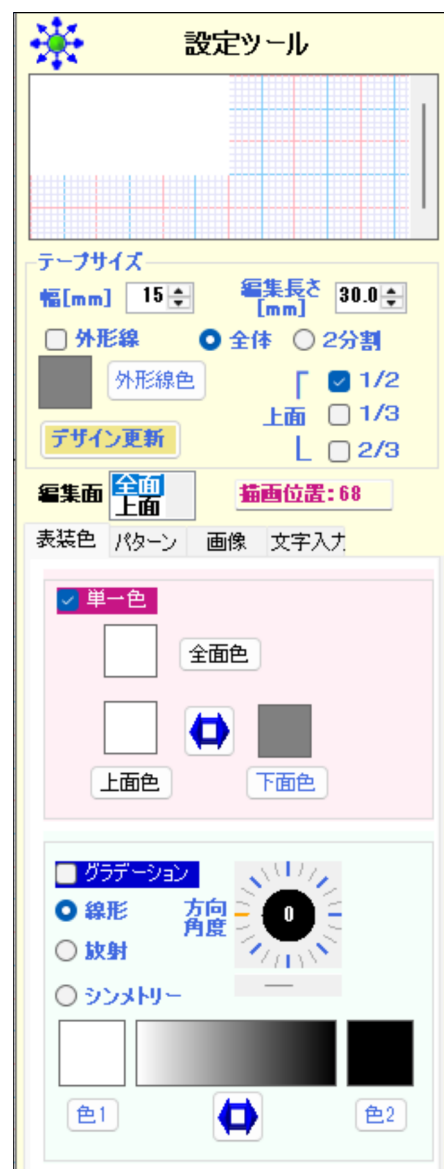 設定ツール
テープサイズ
幅[mm] 15 編集長さ[mm] 30.0
外形線 全体 2分割
外形線色 1/2
上面 1/3
デザイン更新 2/3
編集面 全面 描画位置:68
上面
表装色 パターン 画像 文字入力
単一色
全面色
上面色 下面色
グラデーション
線形 方向角度 0
放射
シンメトリー
色1 色2